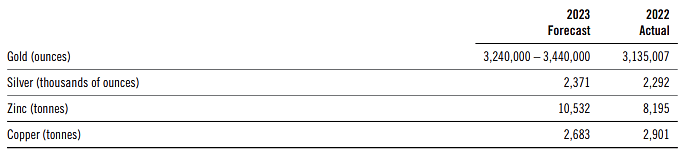 2023 2022
Forecast Actual
Gold (ounces) 3,240,000 – 3,440,000 3,135,007
Silver (thousands of ounces) 2,371 2,292
Zinc (tonnes) 10,532 8,195
Copper (tonnes) 2,683 2,901